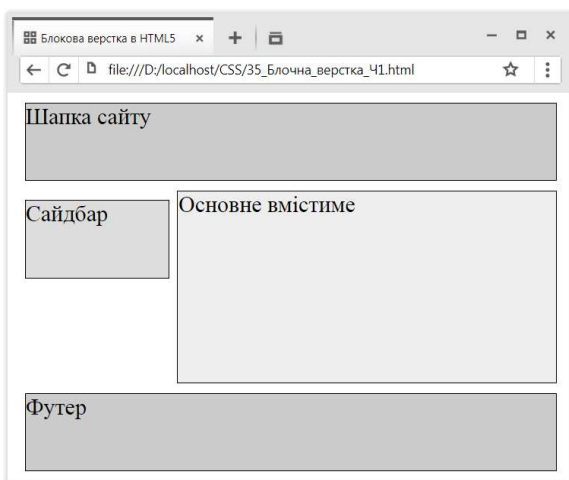 Блокова верстка в HTML5
file:///D:/localhost/CSS/35_Блочна_верстка_Ч1.html
Шапка сайту
Сайдбар
Основне вмістиме
Футер